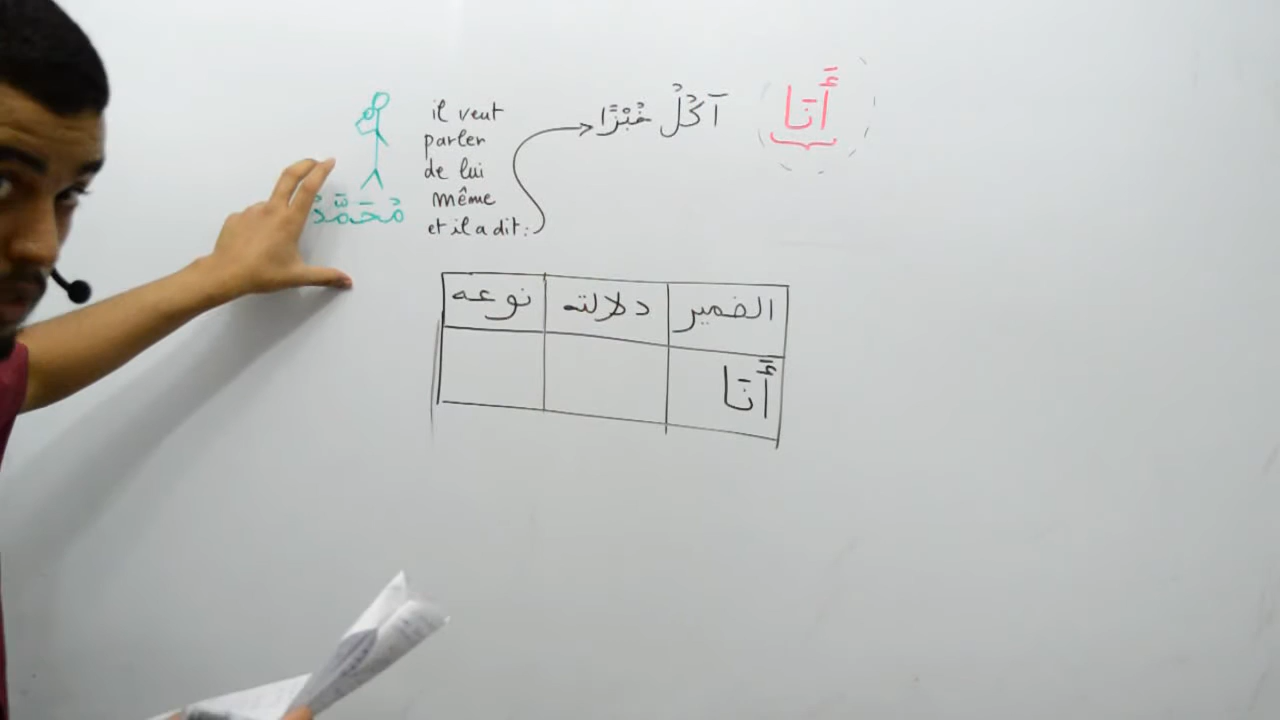 أَنَا آكُلُ خُبْزًا
il veut
parler
de lui
même
et il a dit :
مُحَمَّدٌ
الضمير دلالته نوعه
أَنَا